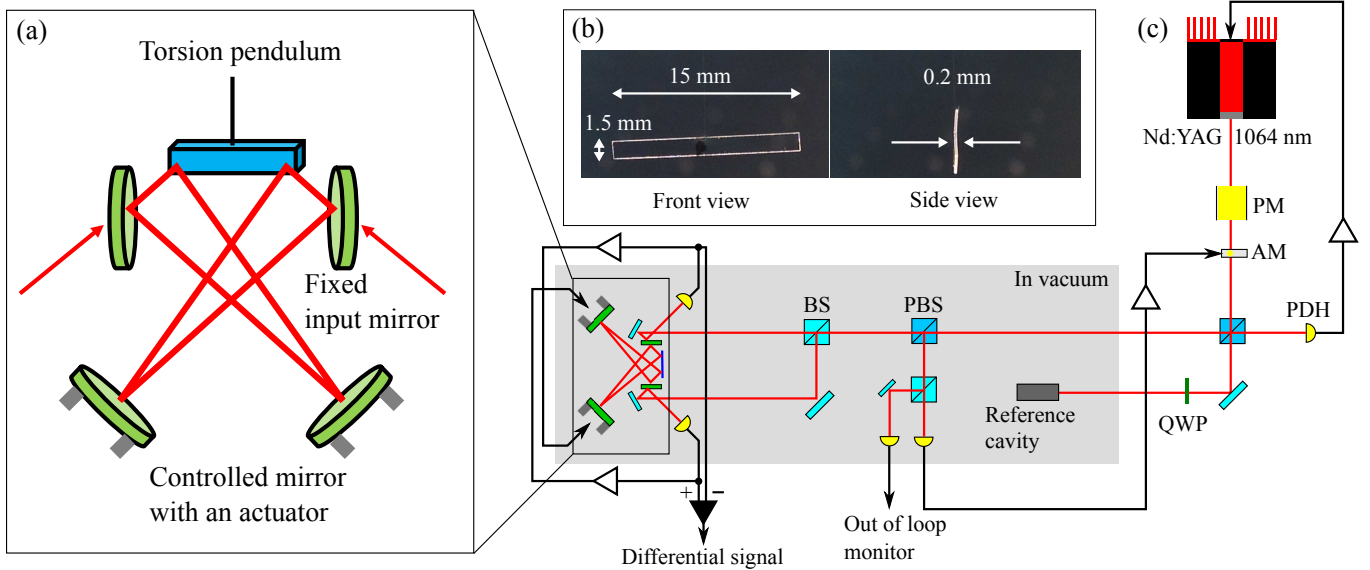 (a)
Torsion pendulum
Fixed
input mirror
Controlled mirror
with an actuator
(b)
15 mm
1.5 mm
Front view
0.2 mm
Side view
(c)
Nd:YAG 1064 nm
PM
AM
In vacuum
BS
PBS
PDH
Reference
cavity
QWP
+ −
Out of loop
monitor
Differential signal